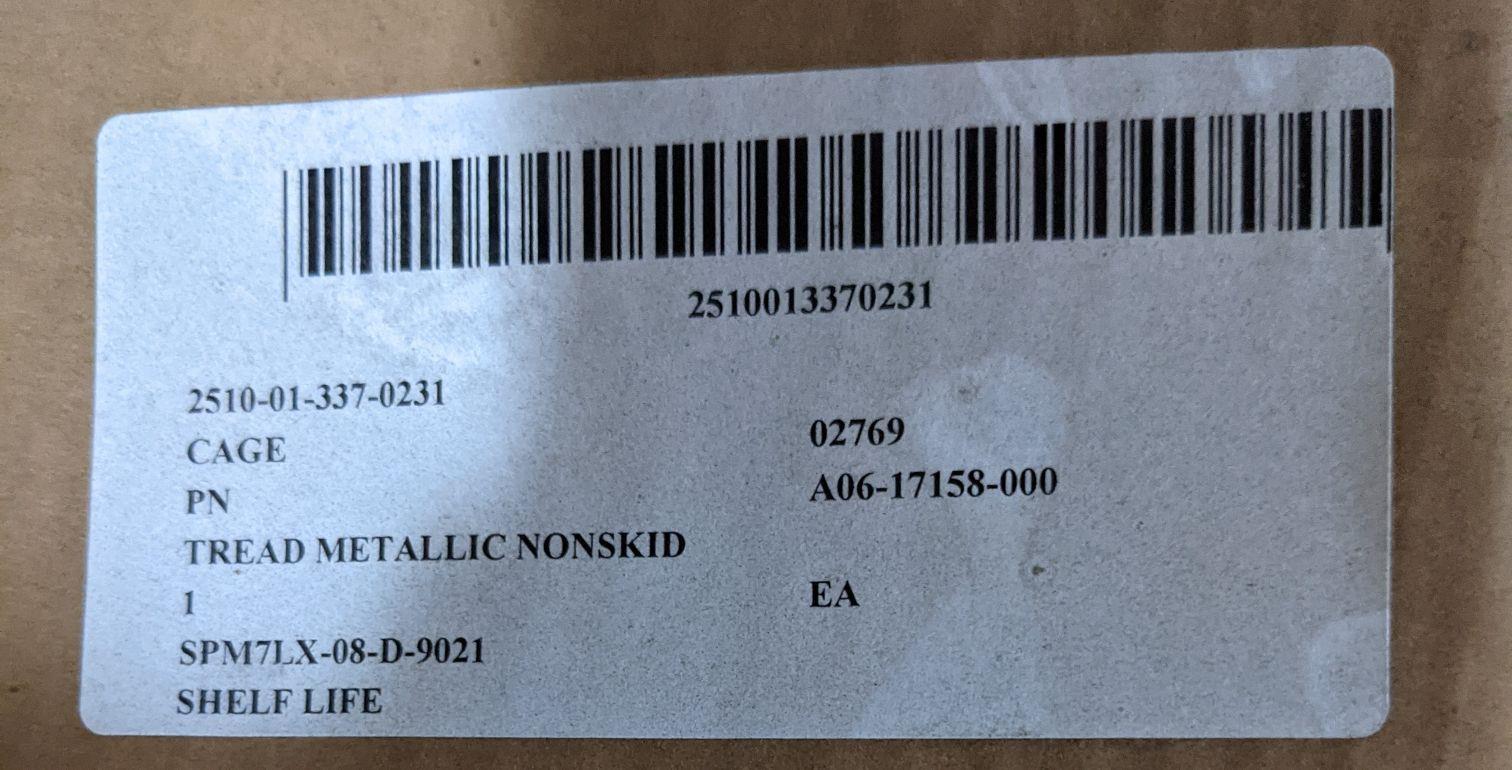 2510013370231
2510-01-337-0231
CAGE 02769
PN A06-17158-000
TREAD METALLIC NONSKID
1 EA
SPM7LX-08-D-9021
SHELF LIFE